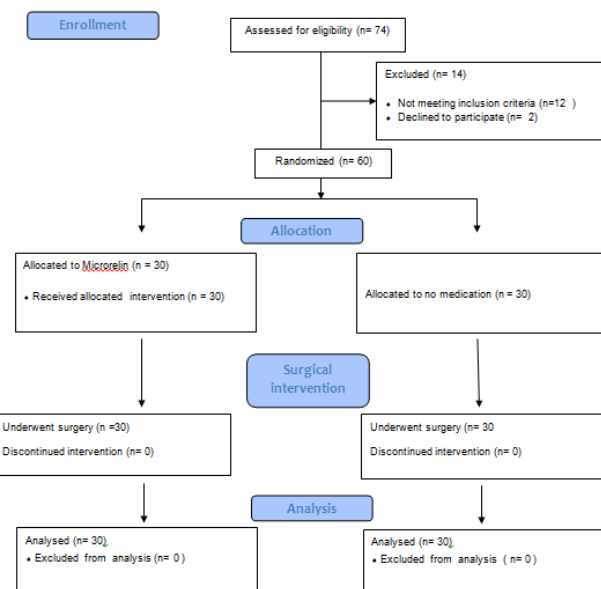 Enrollment
Assessed for eligibility (n= 74)
Excluded (n= 14)
• Not meeting inclusion criteria (n=12 )
• Declined to participate (n= 2)
Randomized (n= 60)
Allocation
Allocated to Microrelin (n = 30)
• Received allocated intervention (n = 30)
Allocated to no medication (n = 30)
Surgical
intervention
Underwent surgery (n =30)
Discontinued intervention (n= 0)
Underwent surgery (n= 30
Discontinued intervention (n= 0)
Analysis
Analysed (n= 30),
• Excluded from analysis (n= 0 )
Analysed (n= 30),
• Excluded from analysis ( n= 0 )